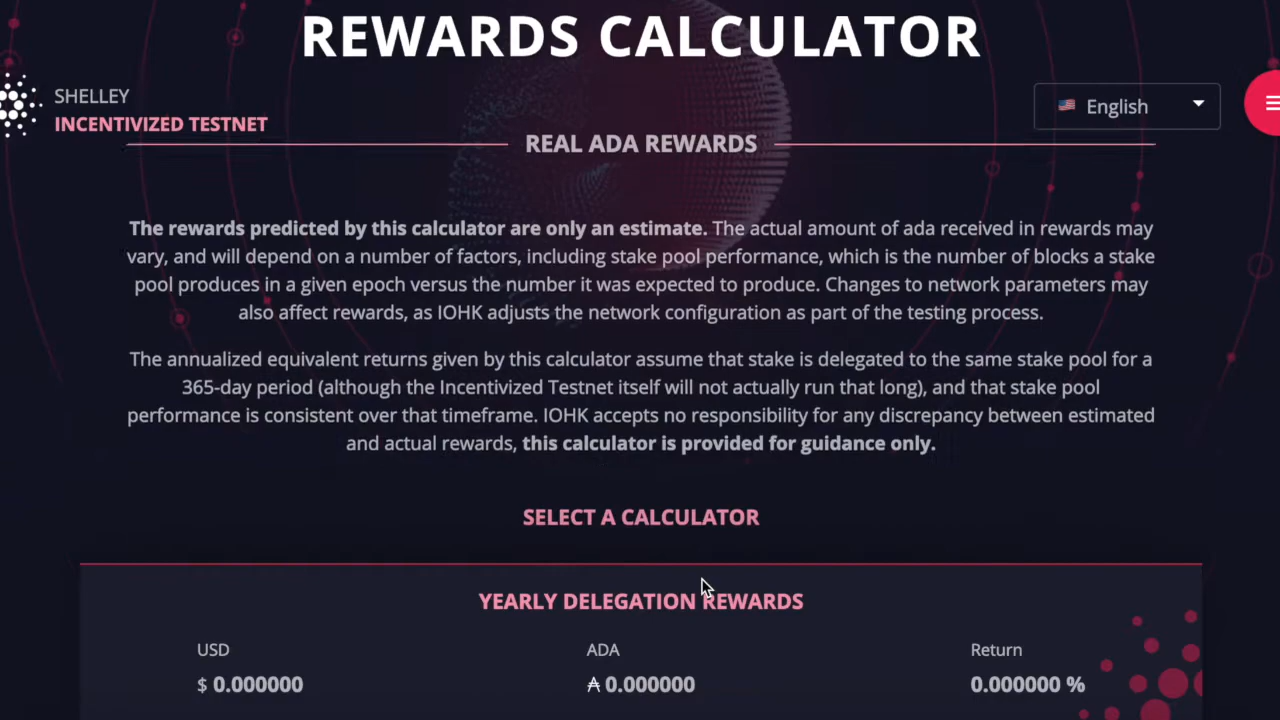 REWARDS CALCULATOR
SHELLEY
INCENTIVIZED TESTNET
English
REAL ADA REWARDS
The rewards predicted by this calculator are only an estimate. The actual amount of ada received in rewards may
vary, and will depend on a number of factors, including stake pool performance, which is the number of blocks a stake
pool produces in a given epoch versus the number it was expected to produce. Changes to network parameters may
also affect rewards, as IOHK adjusts the network configuration as part of the testing process.
The annualized equivalent returns given by this calculator assume that stake is delegated to the same stake pool for a
365-day period (although the Incentivized Testnet itself will not actually run that long), and that stake pool
performance is consistent over that timeframe. IOHK accepts no responsibility for any discrepancy between estimated
and actual rewards, this calculator is provided for guidance only.
SELECT A CALCULATOR
YEARLY DELEGATION REWARDS
USD
$ 0.000000
ADA
₳ 0.000000
Return
0.000000 %